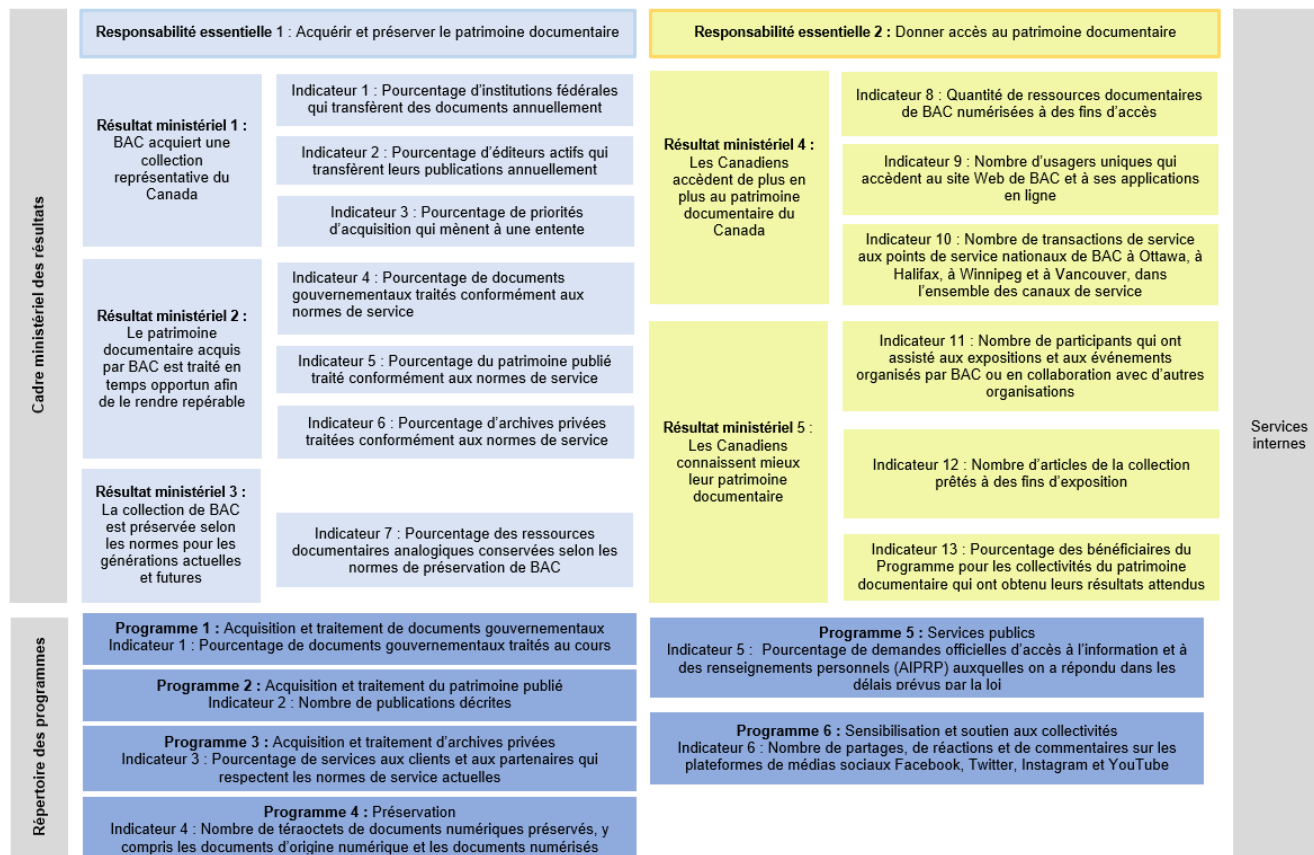 Cadre ministériel des résultats
Responsabilité essentielle 1 : Acquérir et préserver le patrimoine documentaire
Résultat ministériel 1 :
BAC acquiert une
collection
représentative du
Canada
Indicateur 1 : Pourcentage d'institutions fédérales
qui transfèrent des documents annuellement
Indicateur 2 : Pourcentage d'éditeurs actifs qui
transfèrent leurs publications annuellement
Indicateur 3 : Pourcentage de priorités
d'acquisition qui mènent à une entente
Résultat ministériel 2 :
Le patrimoine
documentaire acquis
par BAC est traité en
temps opportun afin
de le rendre repérable
Indicateur 4 : Pourcentage de documents
gouvernementaux traités conformément aux
normes de service
Indicateur 5 : Pourcentage du patrimoine publié
traité conformément aux normes de service
Indicateur 6 : Pourcentage d'archives privées
traitées conformément aux normes de service
Résultat ministériel 3 :
La collection de BAC
est préservée selon
les normes pour les
générations actuelles
et futures
Indicateur 7 : Pourcentage des ressources
documentaires analogiques conservées selon les
normes de préservation de BAC
Responsabilité essentielle 2 : Donner accès au patrimoine documentaire
Résultat ministériel 4 :
Les Canadiens
accèdent de plus en
plus au patrimoine
documentaire du
Canada
Indicateur 8 : Quantité de ressources documentaires
de BAC numérisées à des fins d'accès
Indicateur 9 : Nombre d'usagers uniques qui
accèdent au site Web de BAC et à ses applications
en ligne
Indicateur 10 : Nombre de transactions de service
aux points de service nationaux de BAC à Ottawa, à
Halifax, à Winnipeg et à Vancouver, dans
l'ensemble des canaux de service
Résultat ministériel 5 :
Les Canadiens
connaissent mieux
leur patrimoine
documentaire
Indicateur 11 : Nombre de participants qui ont
assisté aux expositions et aux événements
organisés par BAC ou en collaboration avec d'autres
organisations
Indicateur 12 : Nombre d'articles de la collection
prêtés à des fins d'exposition
Indicateur 13 : Pourcentage des bénéficiaires du
Programme pour les collectivités du patrimoine
documentaire qui ont obtenu leurs résultats attendus
Services
internes
Répertoire des programmes
Programme 1 : Acquisition et traitement de documents gouvernementaux
Indicateur 1 : Pourcentage de documents gouvernementaux traités au cours
Programme 2 : Acquisition et traitement du patrimoine publié
Indicateur 2 : Nombre de publications décrites
Programme 3 : Acquisition et traitement d'archives privées
Indicateur 3 : Pourcentage de services aux clients et aux partenaires qui
respectent les normes de service actuelles
Programme 4 : Préservation
Indicateur 4 : Nombre de téraoctets de documents numériques préservés, y
compris les documents d'origine numérique et les documents numérisés
Programme 5 : Services publics
Indicateur 5 : Pourcentage de demandes officielles d'accès à l'information et à
des renseignements personnels (AIPRP) auxquelles on a répondu dans les
délais prévus par la loi
Programme 6 : Sensibilisation et soutien aux collectivités
Indicateur 6 : Nombre de partages, de réactions et de commentaires sur les
plateformes de médias sociaux Facebook, Twitter, Instagram et YouTube